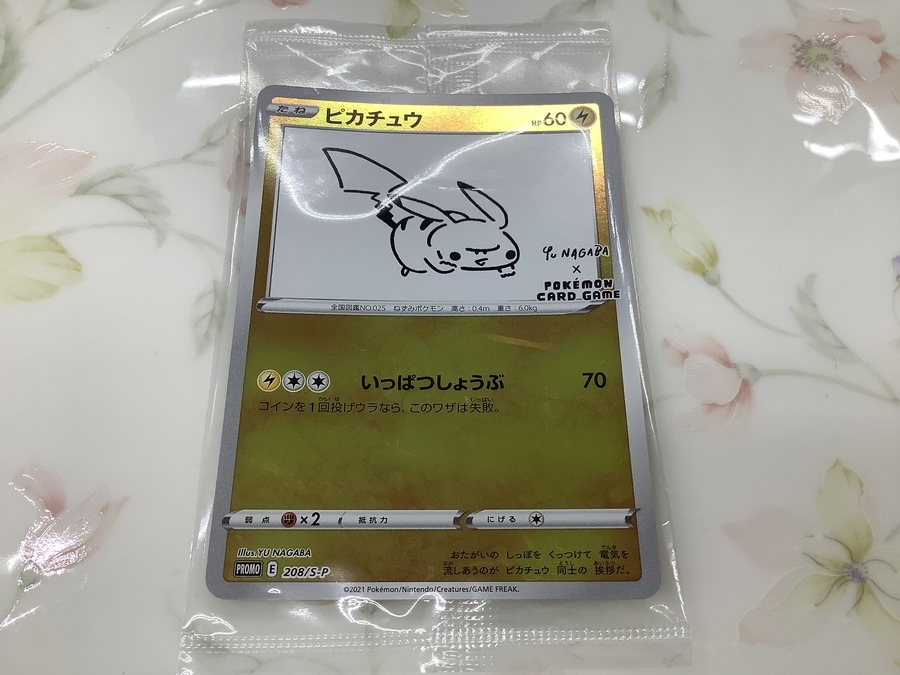 たね ピカチュウ HP60
YU NAGABA
×
POKÉMON
CARD GAME
全国図鑑NO.025 ねずみポケモン 高さ:0.4m 重さ:6.0kg
いっぱつしょうぶ 70
コインを1回投げウラなら、このワザは失敗。
弱点 ×2 抵抗力 にげる
Illus.YU NAGABA
PROMO E 208/S-P
おたがいの しっぽを くっつけて 電気を
流しあうのが ピカチュウ 同士の 挨拶だ。
©2021 Pokémon/Nintendo/Creatures/GAME FREAK.